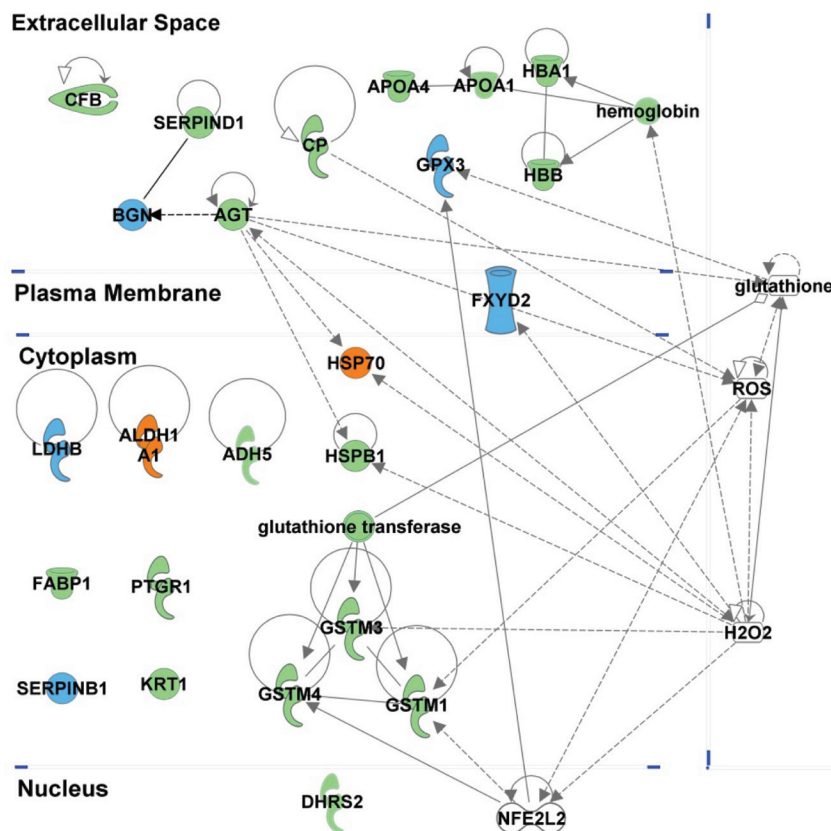 Extracellular Space
CFB
SERPIND1
CP
APOA4
APOA1
HBA1
hemoglobin
GPX3
HBB
BGN
AGT
glutathione
Plasma Membrane
FXYD2
Cytoplasm
HSP70
ROS
LDHB
ALDH1
A1
ADH5
HSPB1
glutathione transferase
FABP1
PTGR1
GSTM3
H2O2
SERPINB1
KRT1
GSTM4
GSTM1
Nucleus
DHRS2
NFE2L2